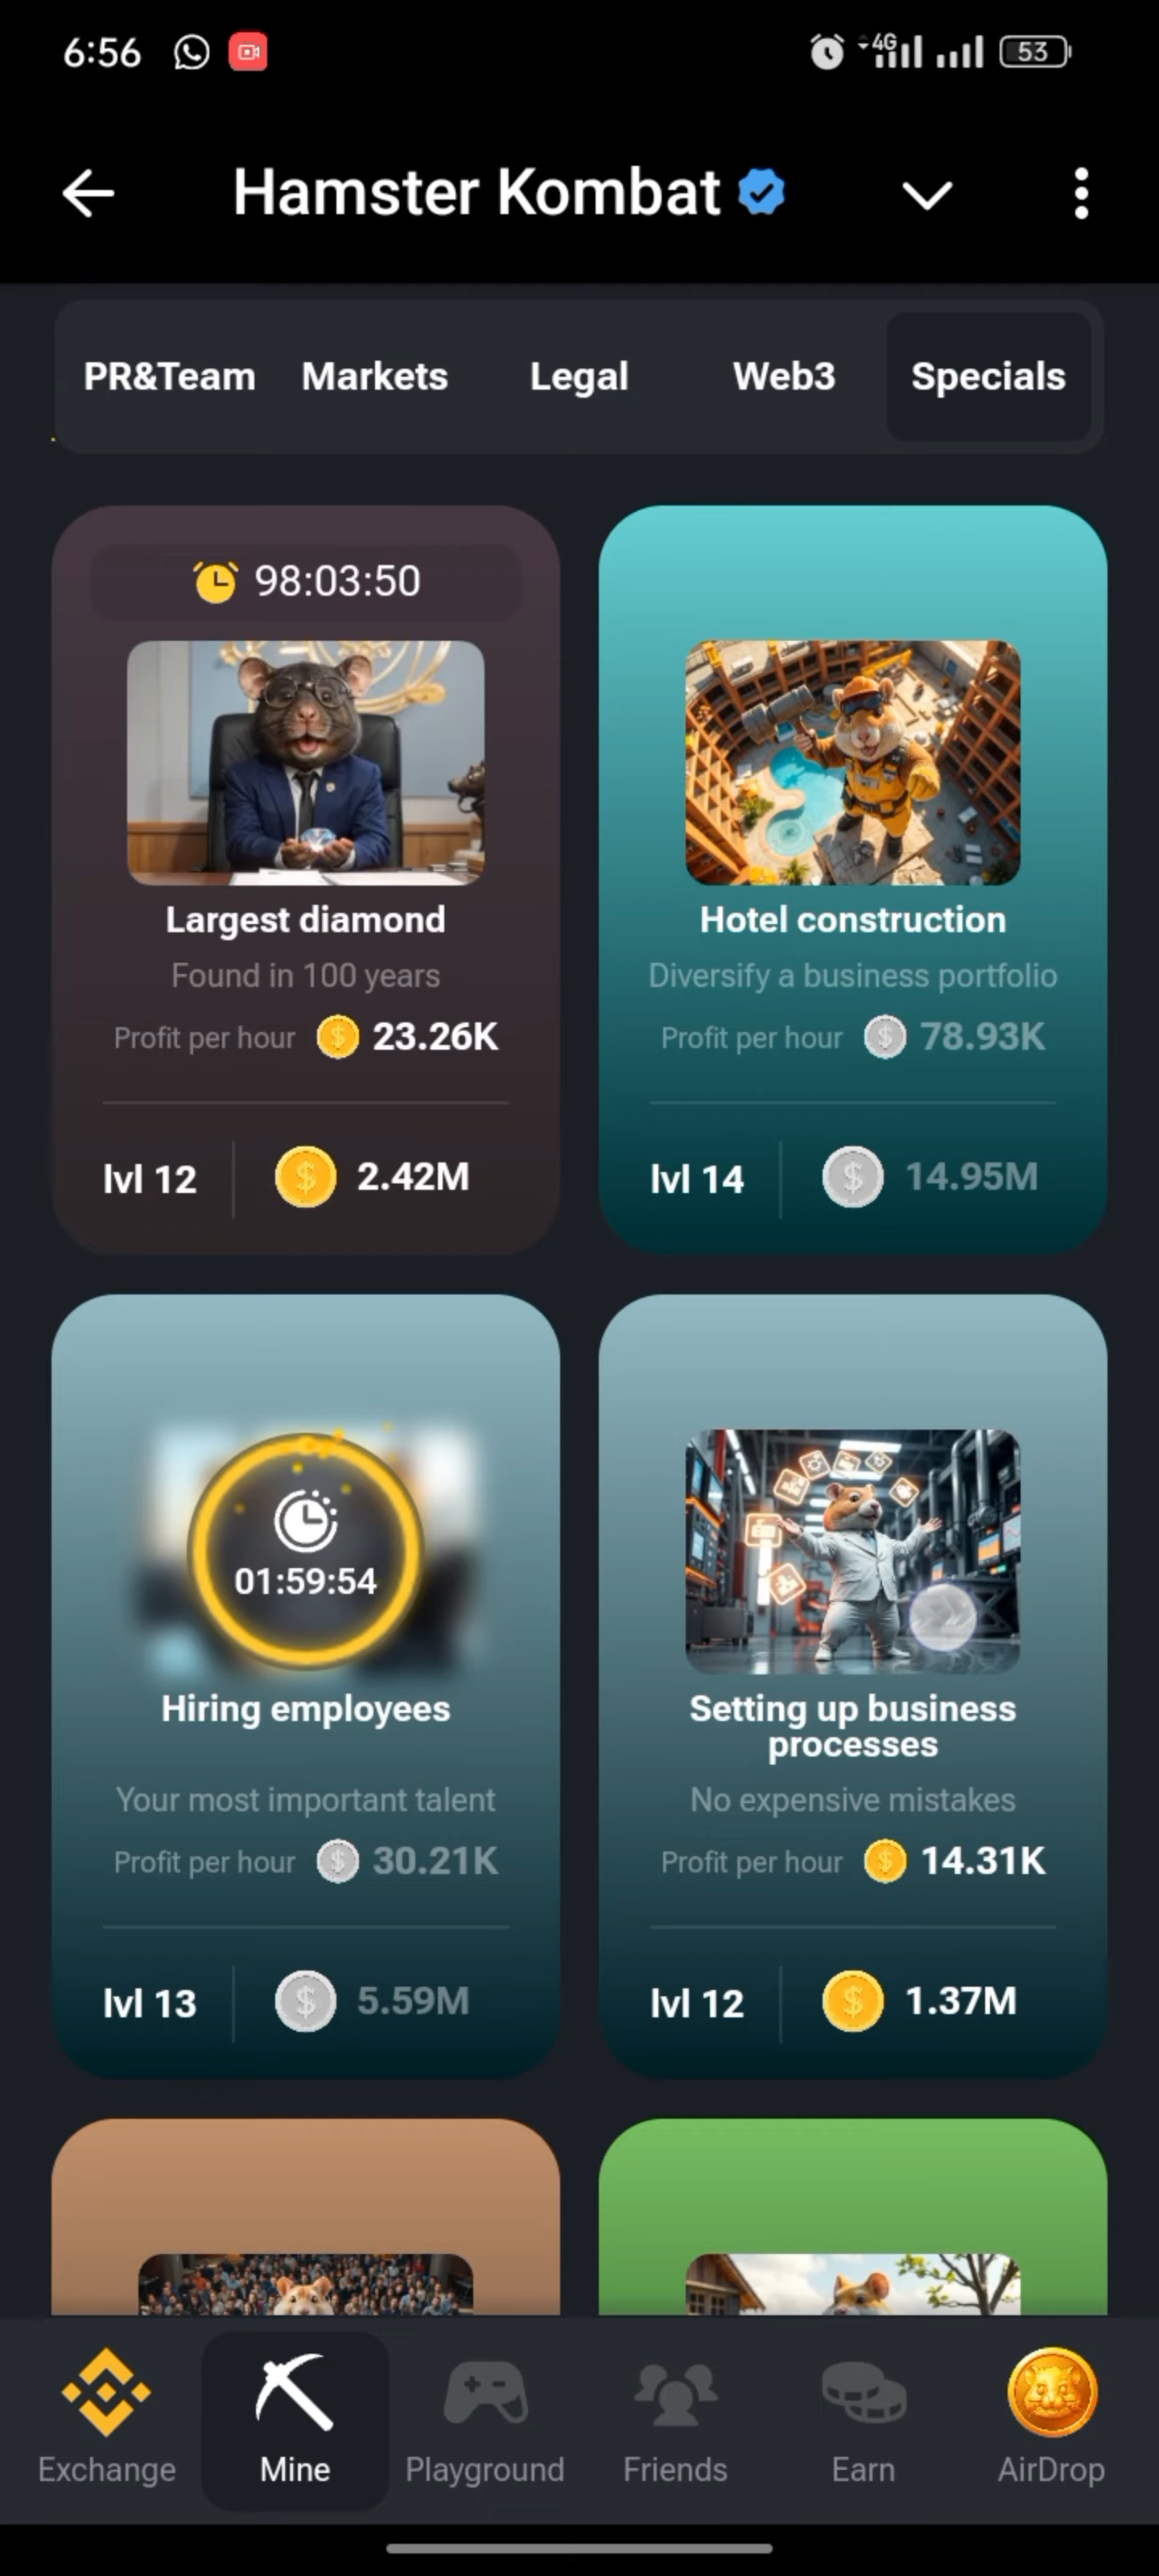 6:56
4G
53
Hamster Kombat
PR&Team Markets Legal Web3 Specials
98:03:50
Largest diamond
Found in 100 years
Profit per hour 23.26K
lvl 12 2.42M
Hotel construction
Diversify a business portfolio
Profit per hour 78.93K
lvl 14 14.95M
01:59:54
Hiring employees
Your most important talent
Profit per hour 30.21K
lvl 13 5.59M
Setting up business
processes
No expensive mistakes
Profit per hour 14.31K
lvl 12 1.37M
Exchange Mine Playground Friends Earn AirDrop